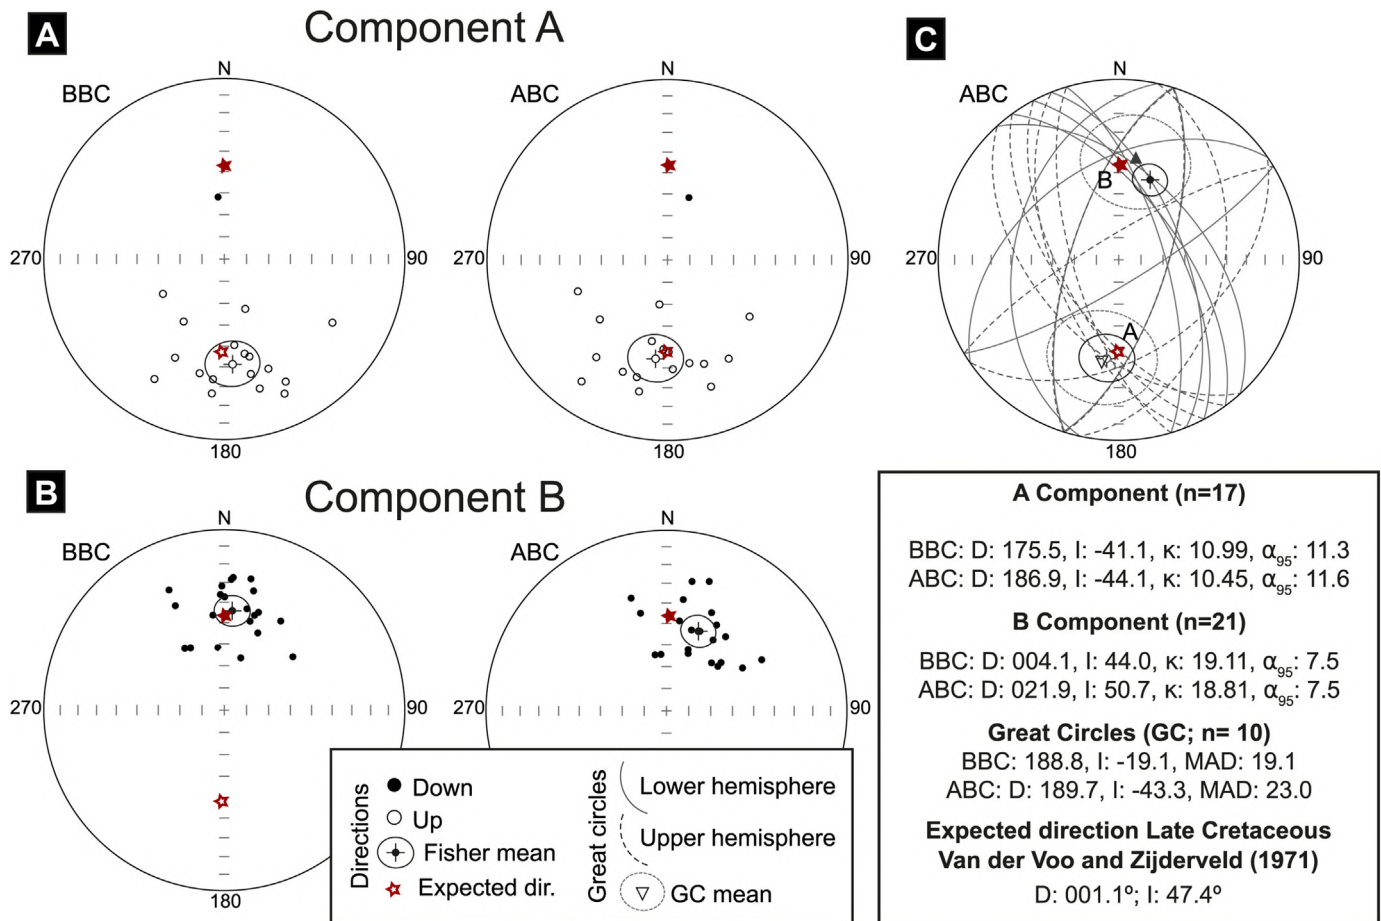 A
Component A
BBC
N
270
90
180
ABC
N
270
90
180
C
ABC
N
270
90
B
A
180
B
Component B
BBC
N
270
90
180
ABC
N
270
90
Directions
Down
Up
Fisher mean
Expected dir.
Great circles
Lower hemisphere
Upper hemisphere
GC mean
A Component (n=17)
BBC: D: 175.5, I: -41.1, κ: 10.99, α95: 11.3
ABC: D: 186.9, I: -44.1, κ: 10.45, α95: 11.6
B Component (n=21)
BBC: D: 004.1, I: 44.0, κ: 19.11, α95: 7.5
ABC: D: 021.9, I: 50.7, κ: 18.81, α95: 7.5
Great Circles (GC; n= 10)
BBC: 188.8, I: -19.1, MAD: 19.1
ABC: D: 189.7, I: -43.3, MAD: 23.0
Expected direction Late Cretaceous
Van der Voo and Zijderveld (1971)
D: 001.1º; I: 47.4º